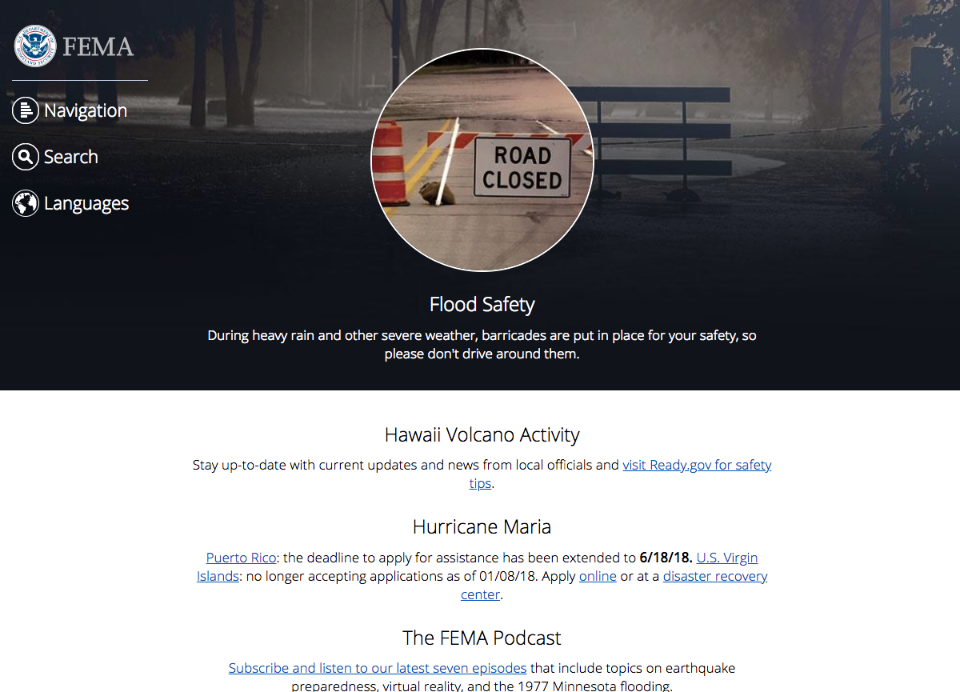 FEMA
Navigation
Search
Languages
ROAD
CLOSED
Flood Safety
During heavy rain and other severe weather, barricades are put in place for your safety, so
please don't drive around them.
Hawaii Volcano Activity
Stay up-to-date with current updates and news from local officials and visit Ready.gov for safety
tips.
Hurricane Maria
Puerto Rico: the deadline to apply for assistance has been extended to 6/18/18. U.S. Virgin
Islands: no longer accepting applications as of 01/08/18. Apply online or at a disaster recovery
center.
The FEMA Podcast
Subscribe and listen to our latest seven episodes that include topics on earthquake
preparedness, virtual reality, and the 1977 Minnesota flooding.